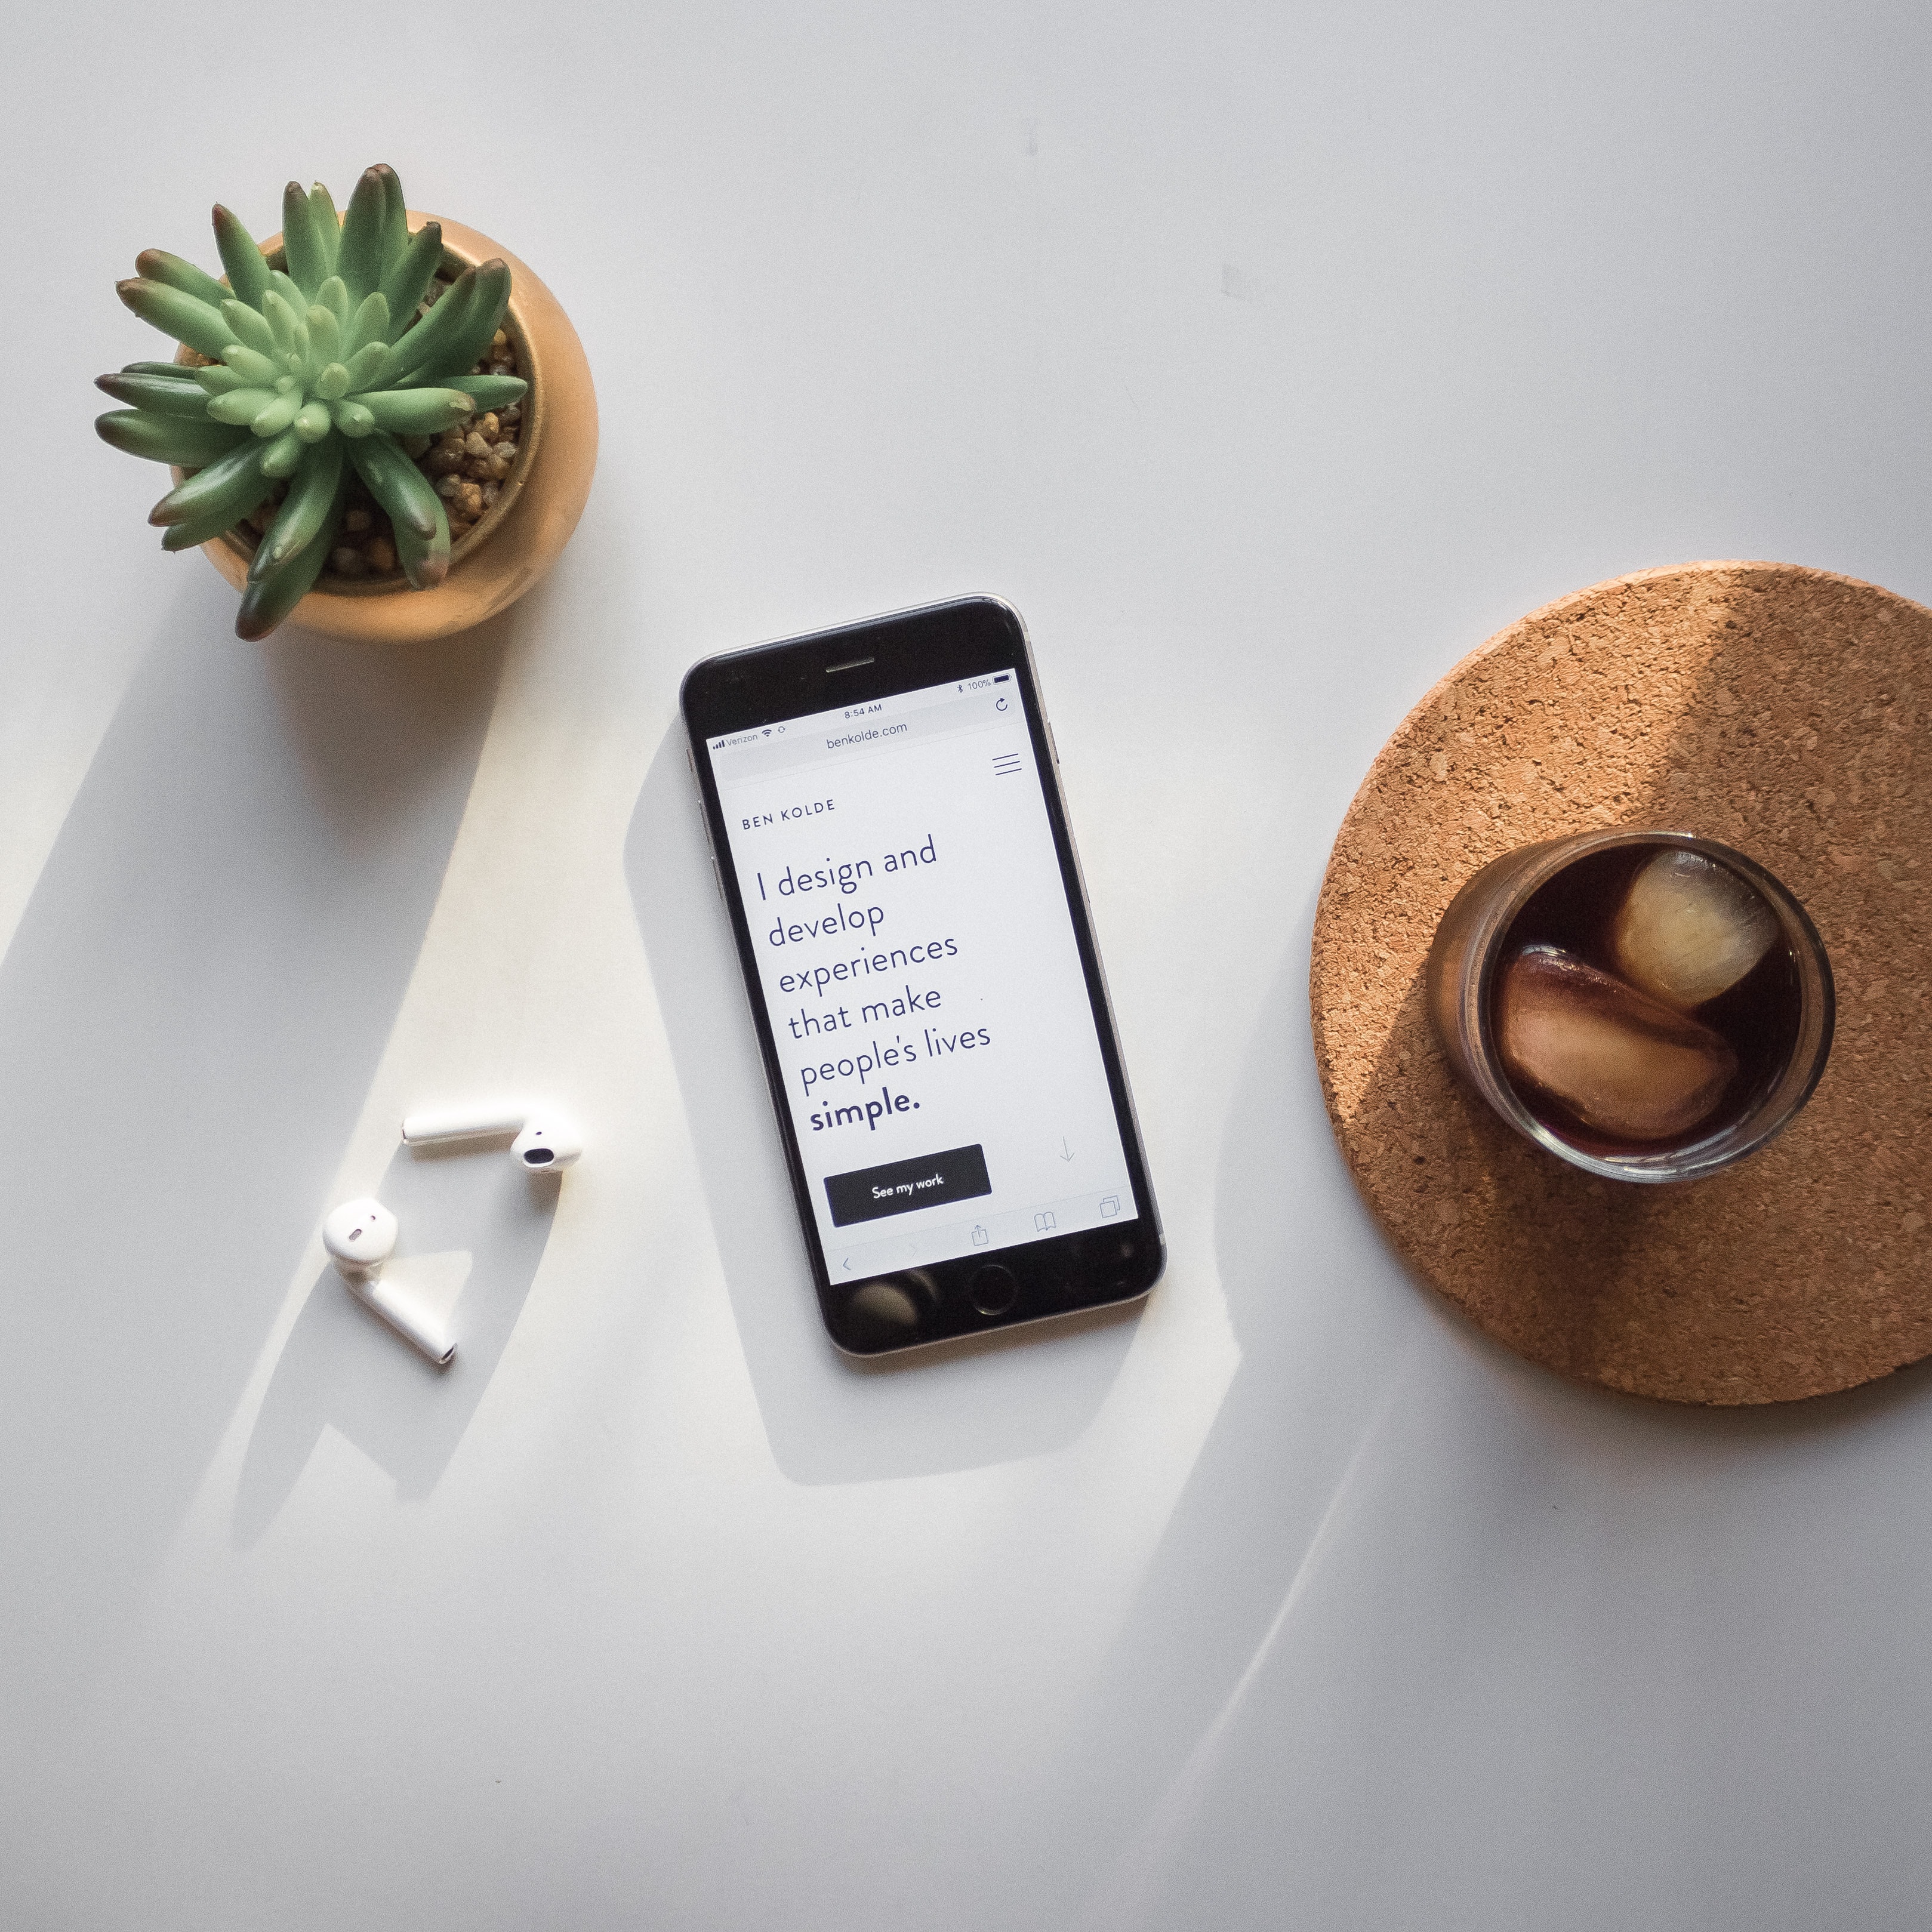 Verizon 8:54 AM 100%
benkolde.com
BEN KOLDE
I design and
develop
experiences
that make
people's lives
simple.
See my work